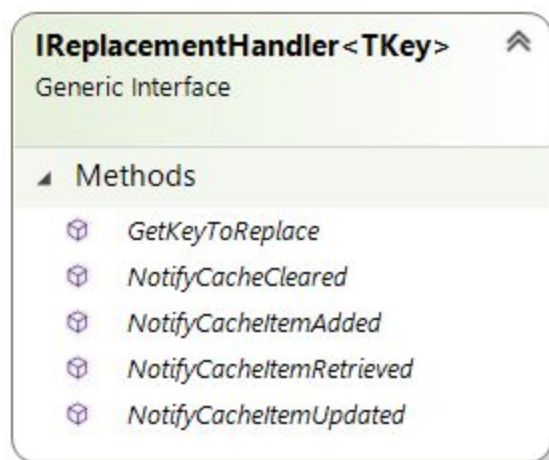 IReplacementHandler<TKey>
Generic Interface
Methods
GetKeyToReplace
NotifyCacheCleared
NotifyCacheItemAdded
NotifyCacheItemRetrieved
NotifyCacheItemUpdated